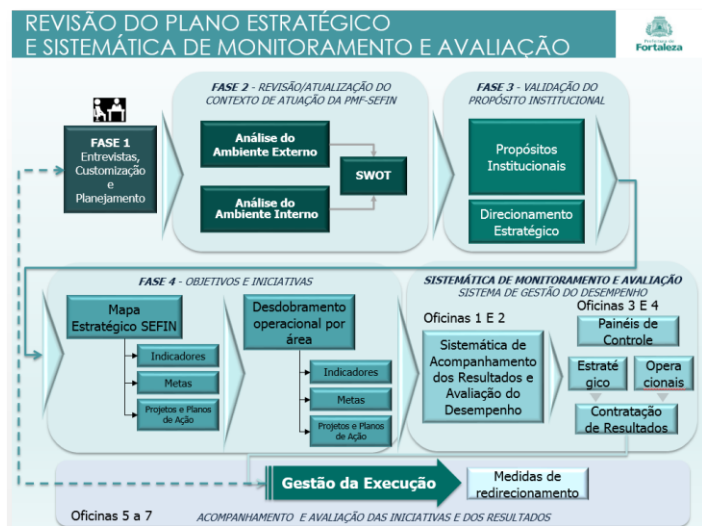 REVISÃO DO PLANO ESTRATÉGICO
E SISTEMÁTICA DE MONITORAMENTO E AVALIAÇÃO
Prefeitura de
Fortaleza
FASE 1
Entrevistas,
Customização
e
Planejamento
FASE 2 - REVISÃO/ATUALIZAÇÃO DO
CONTEXTO DE ATUAÇÃO DA PMF-SEFIN
Análise do
Ambiente Externo
SWOT
Análise do
Ambiente Interno
FASE 3 - VALIDAÇÃO DO
PROPÓSITO INSTITUCIONAL
Propósitos
Institucionais
Direcionamento
Estratégico
FASE 4 - OBJETIVOS E INICIATIVAS
Mapa
Estratégico SEFIN
Indicadores
Metas
Projetos e Planos
de Ação
Desdobramento
operacional por
área
Indicadores
Metas
Projetos e Planos
de Ação
SISTEMÁTICA DE MONITORAMENTO E AVALIAÇÃO
SISTEMA DE GESTÃO DO DESEMPENHO
Oficinas 1 E 2
Sistemática de
Acompanhamento
dos Resultados e
Avaliação do
Desempenho
Oficinas 3 E 4
Painéis de
Controle
Estraté
gico
Opera
cionais
Contratação
de Resultados
Gestão da Execução
Medidas de
redirecionamento
Oficinas 5 a 7
ACOMPANHAMENTO E AVALIAÇÃO DAS INICIATIVAS E DOS RESULTADOS